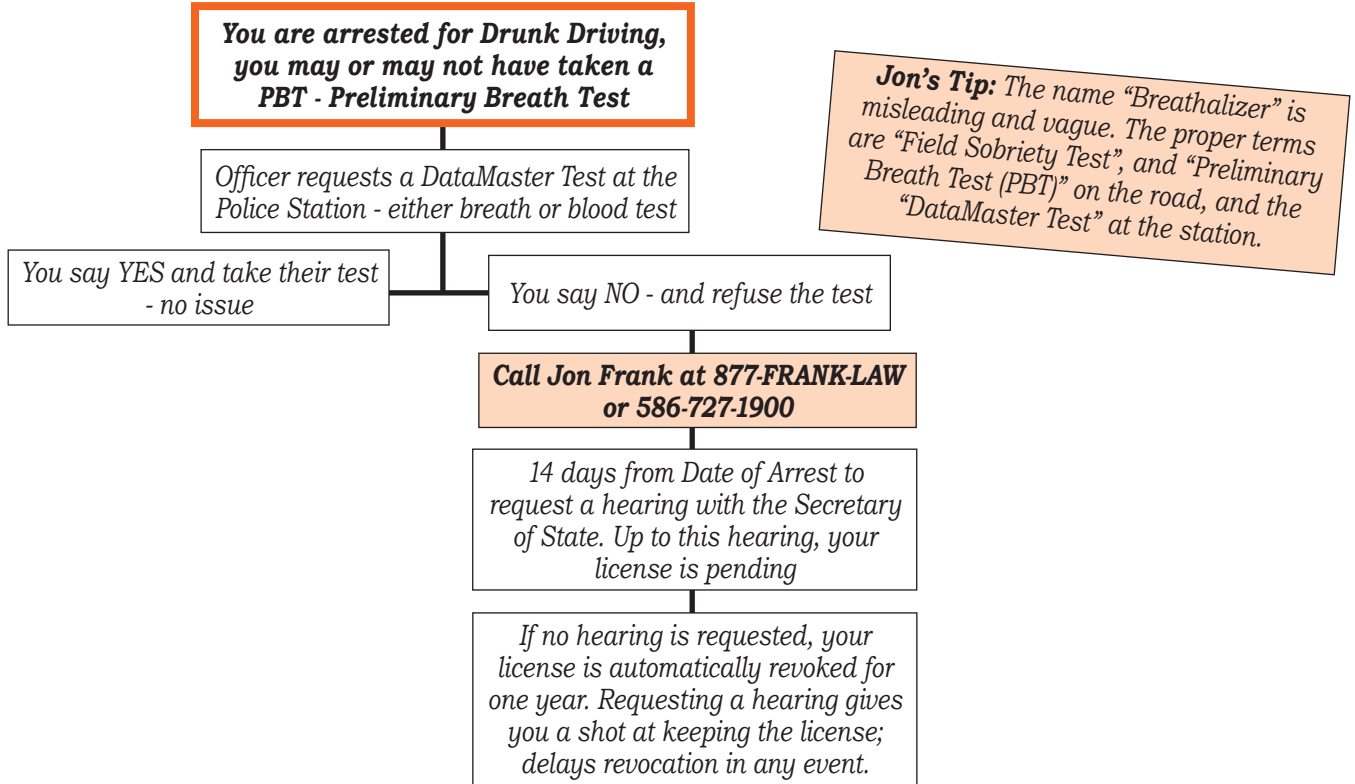 You are arrested for Drunk Driving,
you may or may not have taken a
PBT - Preliminary Breath Test
Jon's Tip: The name “Breathalizer” is
misleading and vague. The proper terms
are “Field Sobriety Test”, and “Preliminary
Breath Test (PBT)” on the road, and the
“DataMaster Test” at the station.
Officer requests a DataMaster Test at the
Police Station - either breath or blood test
You say YES and take their test
- no issue
You say NO - and refuse the test
Call Jon Frank at 877-FRANK-LAW
or 586-727-1900
14 days from Date of Arrest to
request a hearing with the Secretary
of State. Up to this hearing, your
license is pending
If no hearing is requested, your
license is automatically revoked for
one year. Requesting a hearing gives
you a shot at keeping the license;
delays revocation in any event.